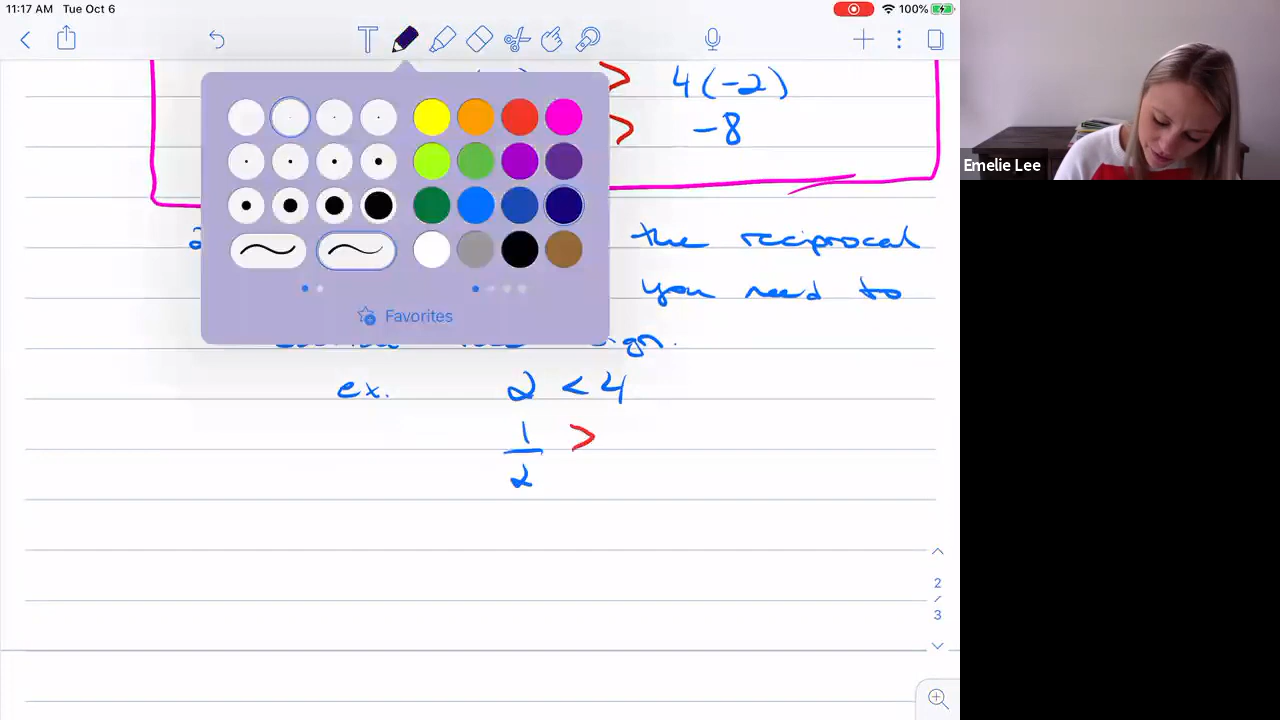 11:17 AM Tue Oct 6
100%
T
> 4(-2)
> -8
Emelie Lee
the reciprocal
you need to
Favorites
sign.
ex. 2 < 4
1/2 >
2
/
3